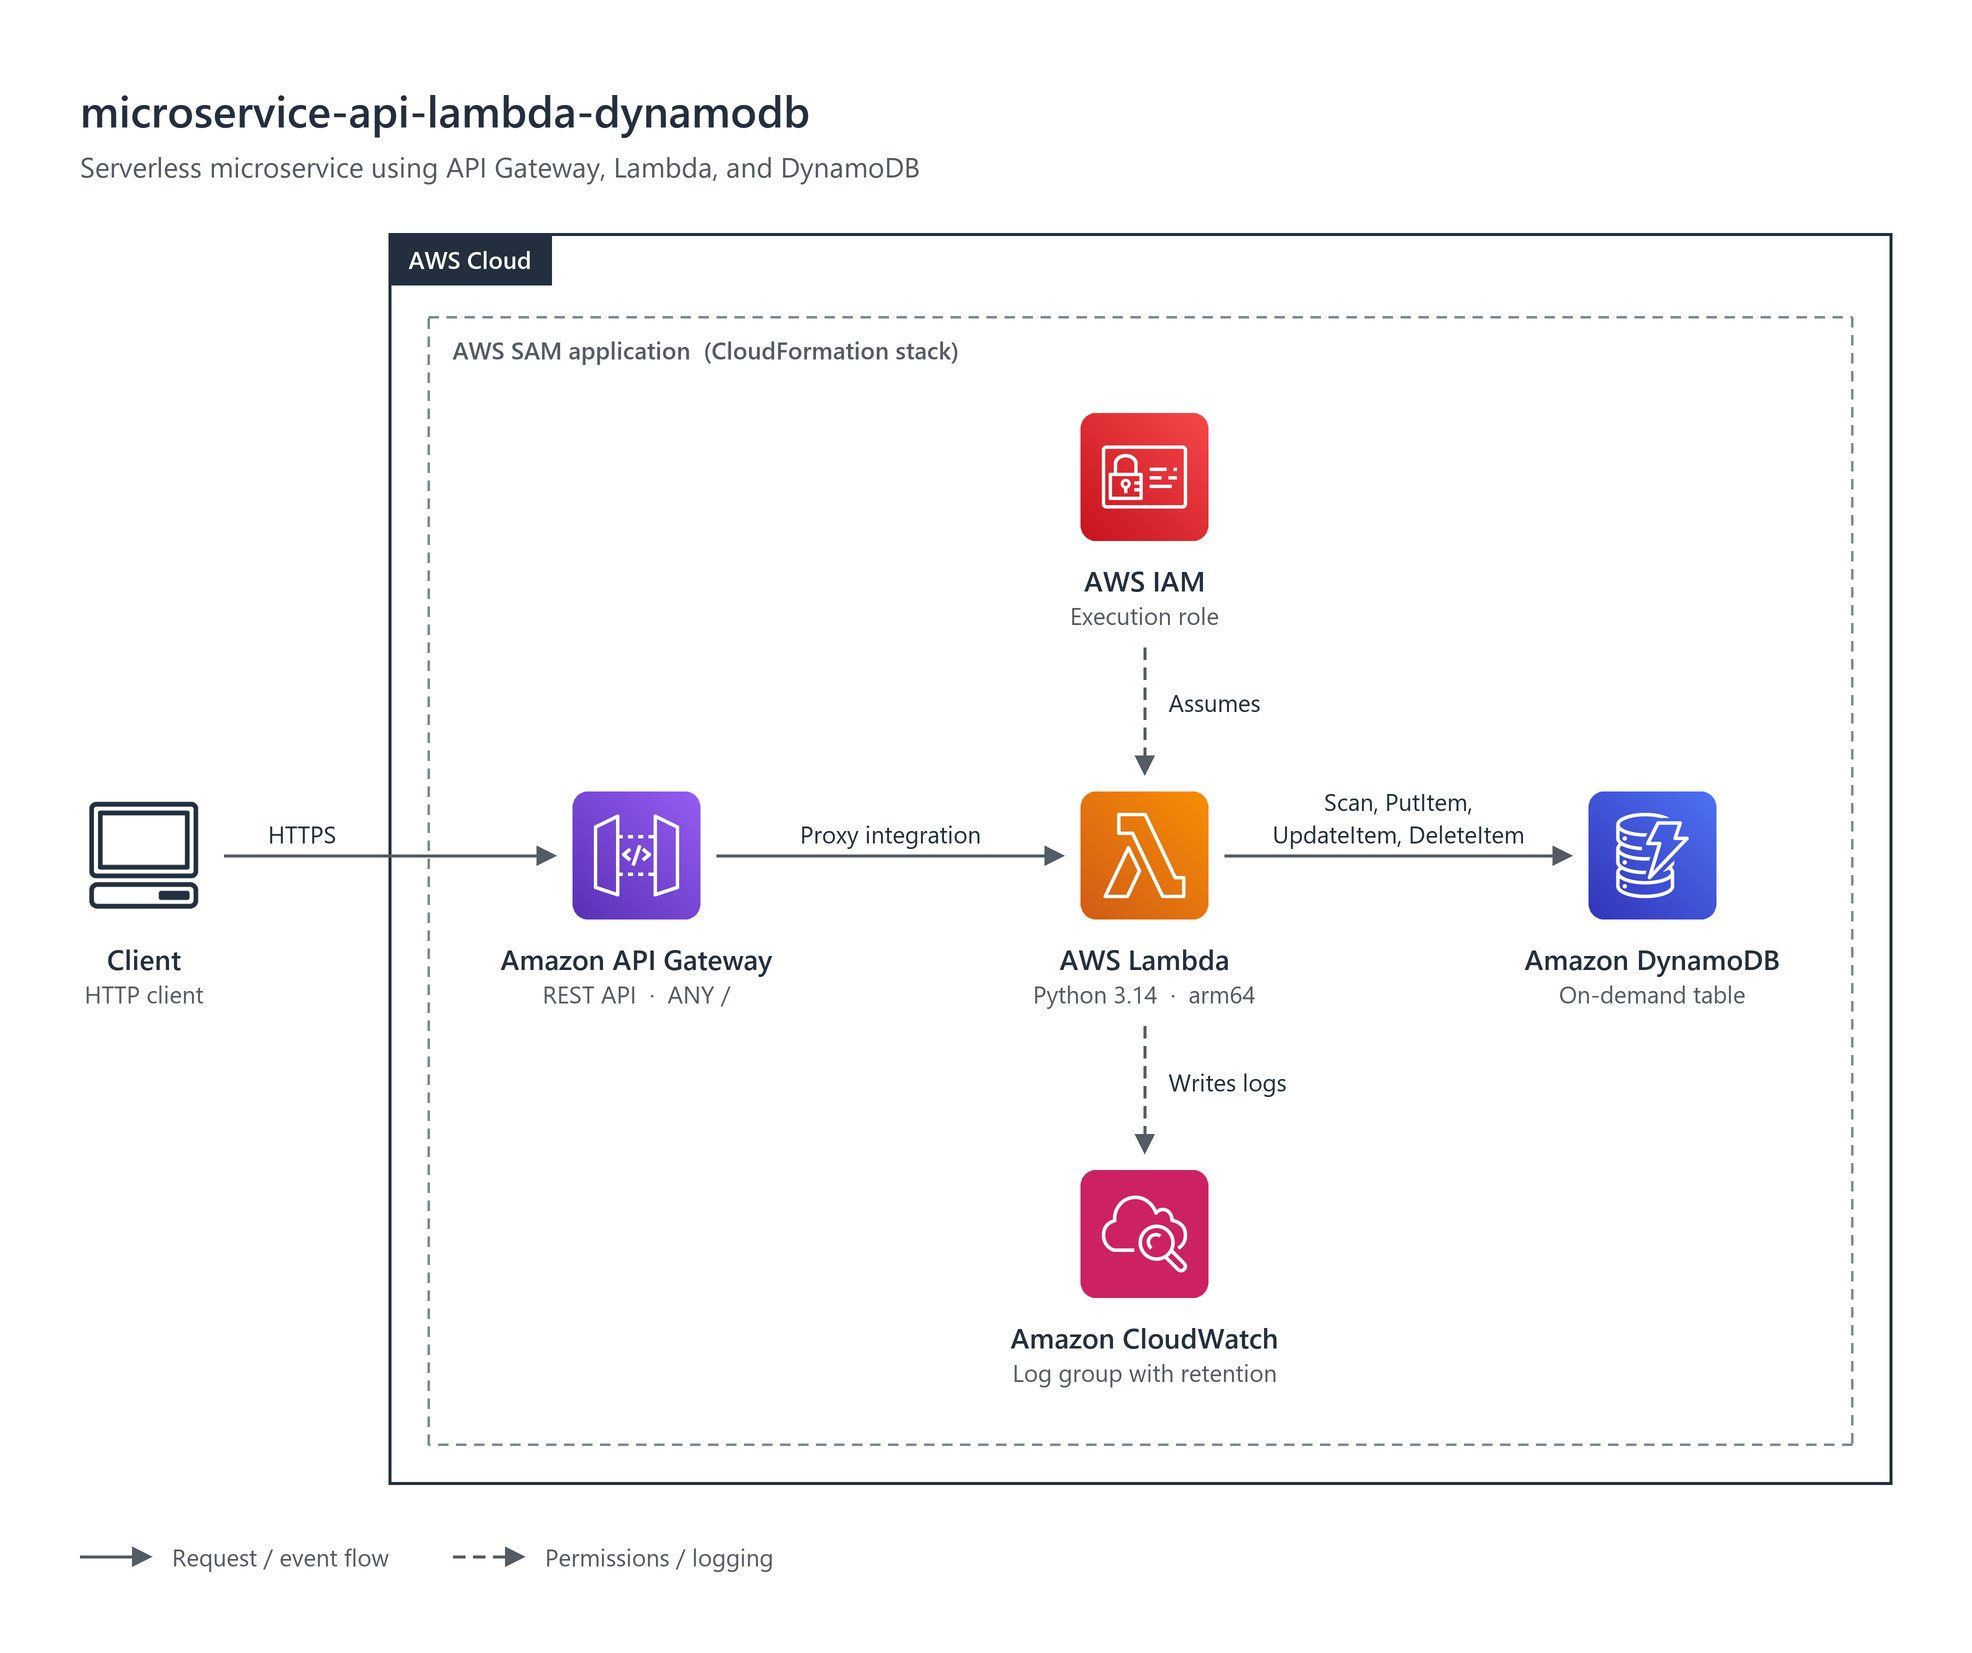 microservice-api-lambda-dynamodb
Serverless microservice using API Gateway, Lambda, and DynamoDB
AWS Cloud
AWS SAM application (CloudFormation stack)
AWS IAM
Execution role
Assumes
HTTPS
Proxy integration
Scan, PutItem,
UpdateItem, DeleteItem
Client
HTTP client
Amazon API Gateway
REST API · ANY /
AWS Lambda
Python 3.14 · arm64
Amazon DynamoDB
On-demand table
Writes logs
Amazon CloudWatch
Log group with retention
Request / event flow
Permissions / logging